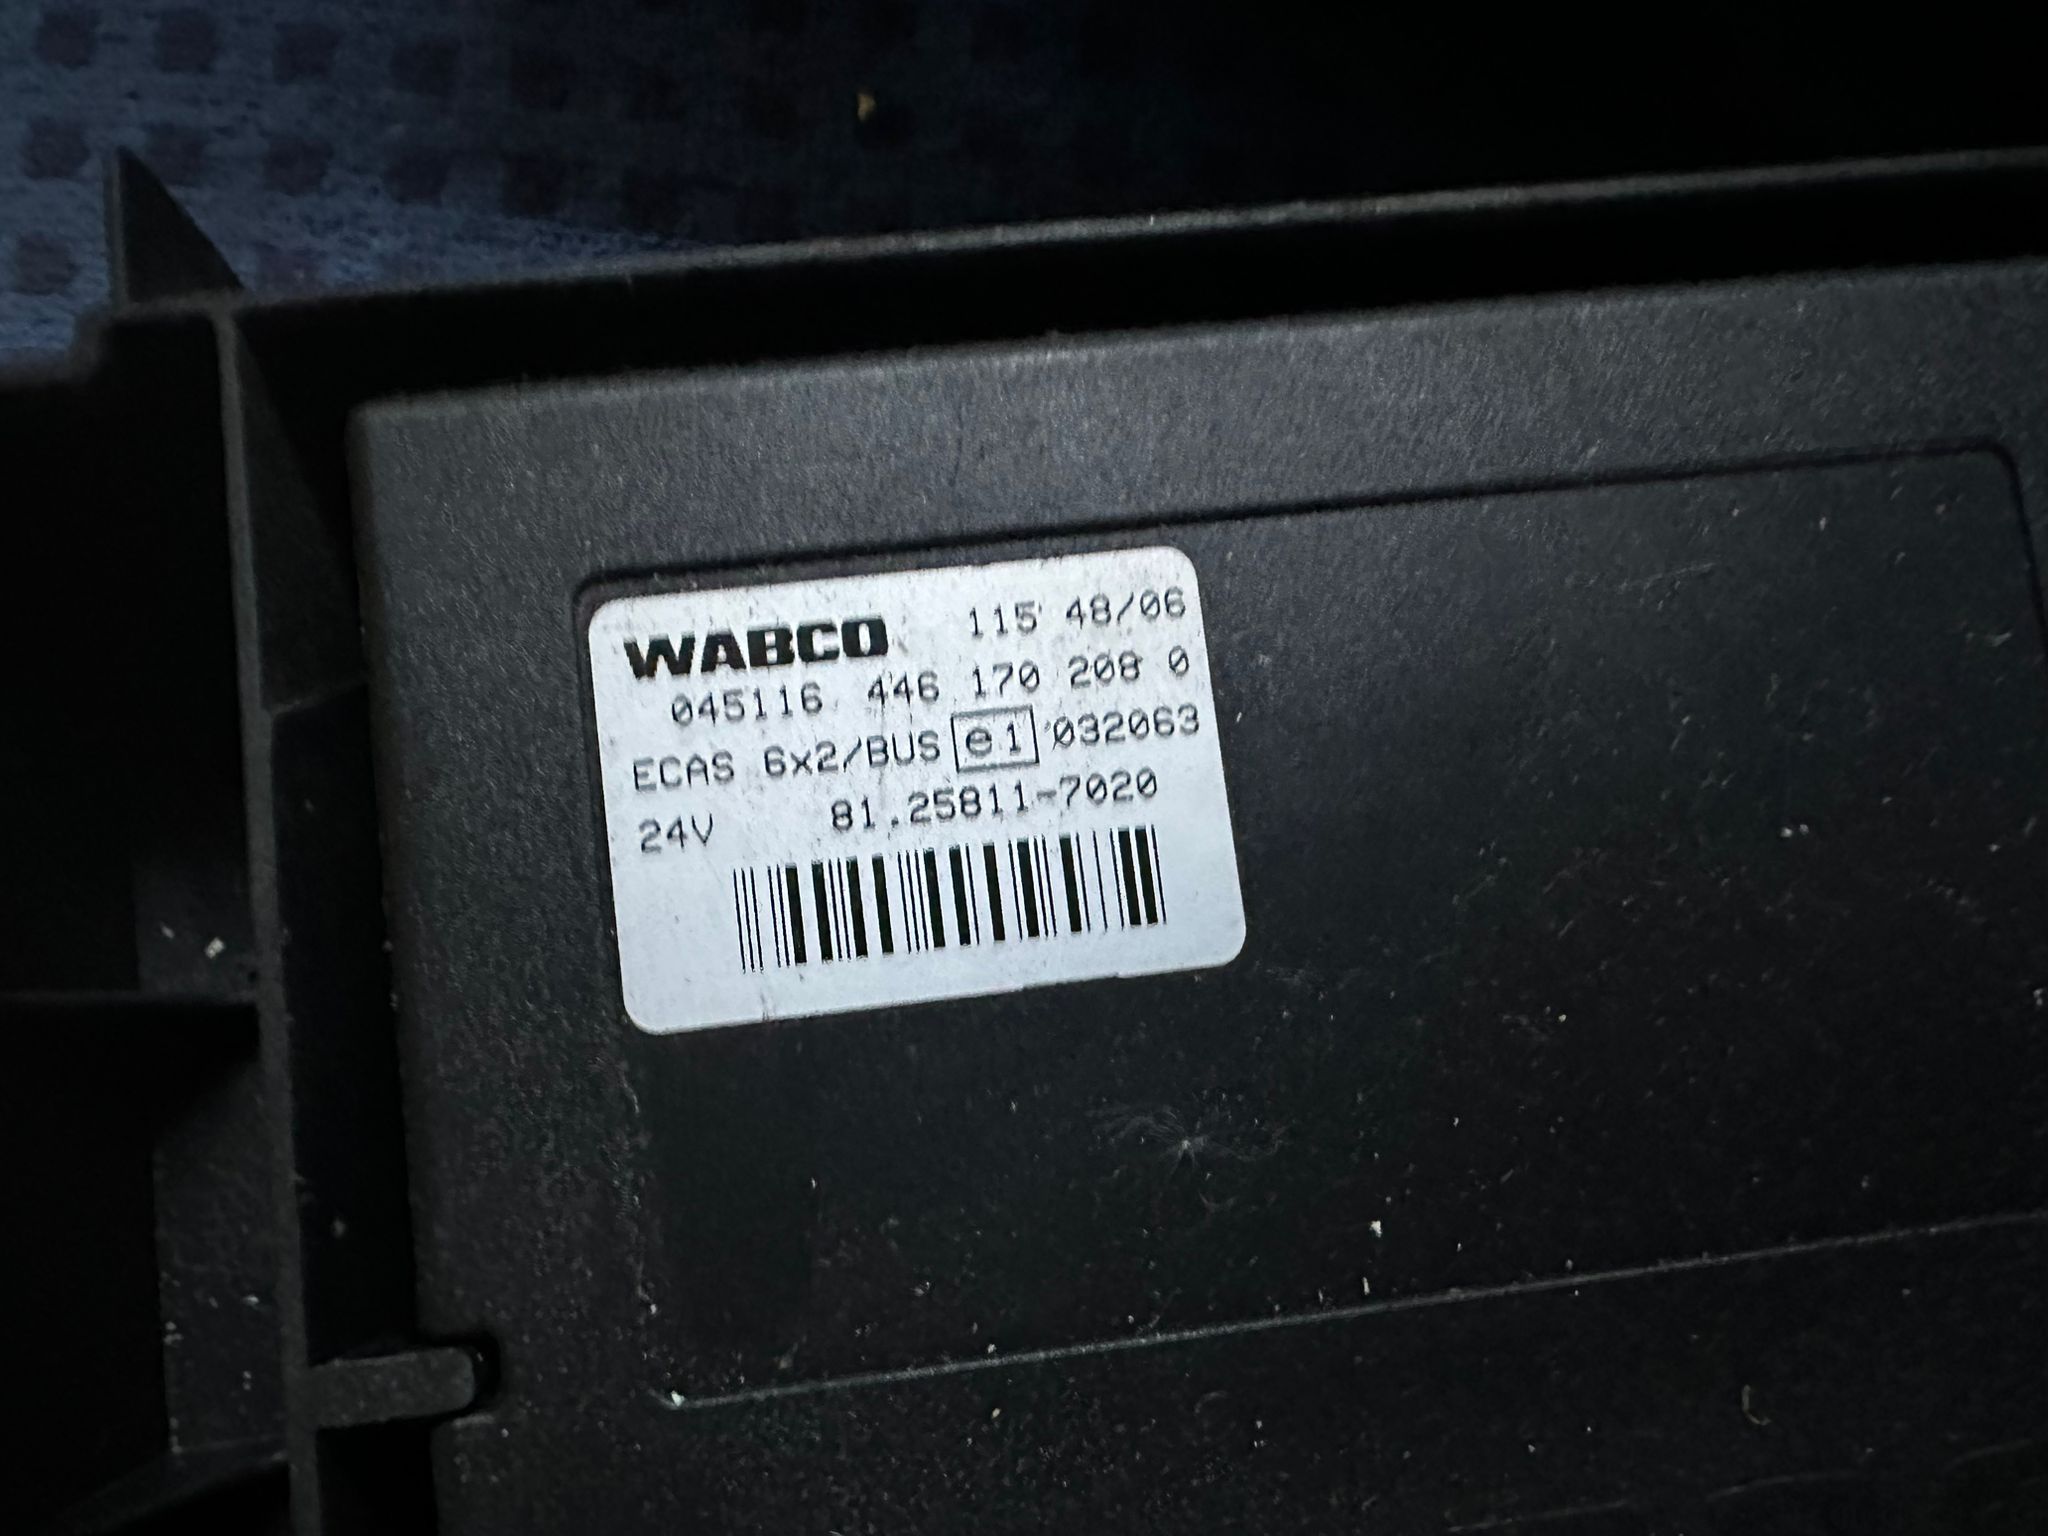 WABCO 115 48/06
045116 446 170 208 0
ECAS 6x2/BUS e1 032063
24V 81.25811-7020